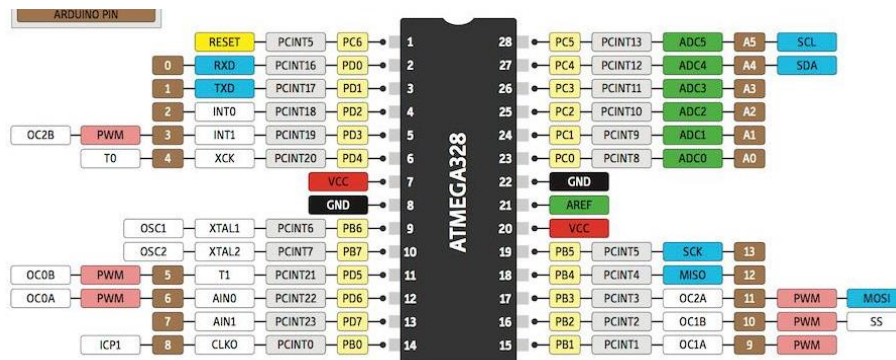 ARDUINO PIN
RESET PCINT5 PC6 1 28 PC5 PCINT13 ADC5 A5 SCL
0 RXD PCINT16 PD0 2 27 PC4 PCINT12 ADC4 A4 SDA
1 TXD PCINT17 PD1 3 26 PC3 PCINT11 ADC3 A3
2 INT0 PCINT18 PD2 4 25 PC2 PCINT10 ADC2 A2
OC2B PWM 3 INT1 PCINT19 PD3 5 24 PC1 PCINT9 ADC1 A1
T0 4 XCK PCINT20 PD4 6 23 PC0 PCINT8 ADC0 A0
VCC 7 22 GND
GND 8 21 AREF
OSC1 XTAL1 PCINT6 PB6 9 20 VCC
OSC2 XTAL2 PCINT7 PB7 10 19 PB5 PCINT5 SCK 13
OC0B PWM 5 T1 PCINT21 PD5 11 18 PB4 PCINT4 MISO 12
OC0A PWM 6 AIN0 PCINT22 PD6 12 17 PB3 PCINT3 OC2A 11 PWM MOSI
7 AIN1 PCINT23 PD7 13 16 PB2 PCINT2 OC1B 10 PWM SS
ICP1 8 CLKO PCINT0 PB0 14 15 PB1 PCINT1 OC1A 9 PWM
ATMEGA328